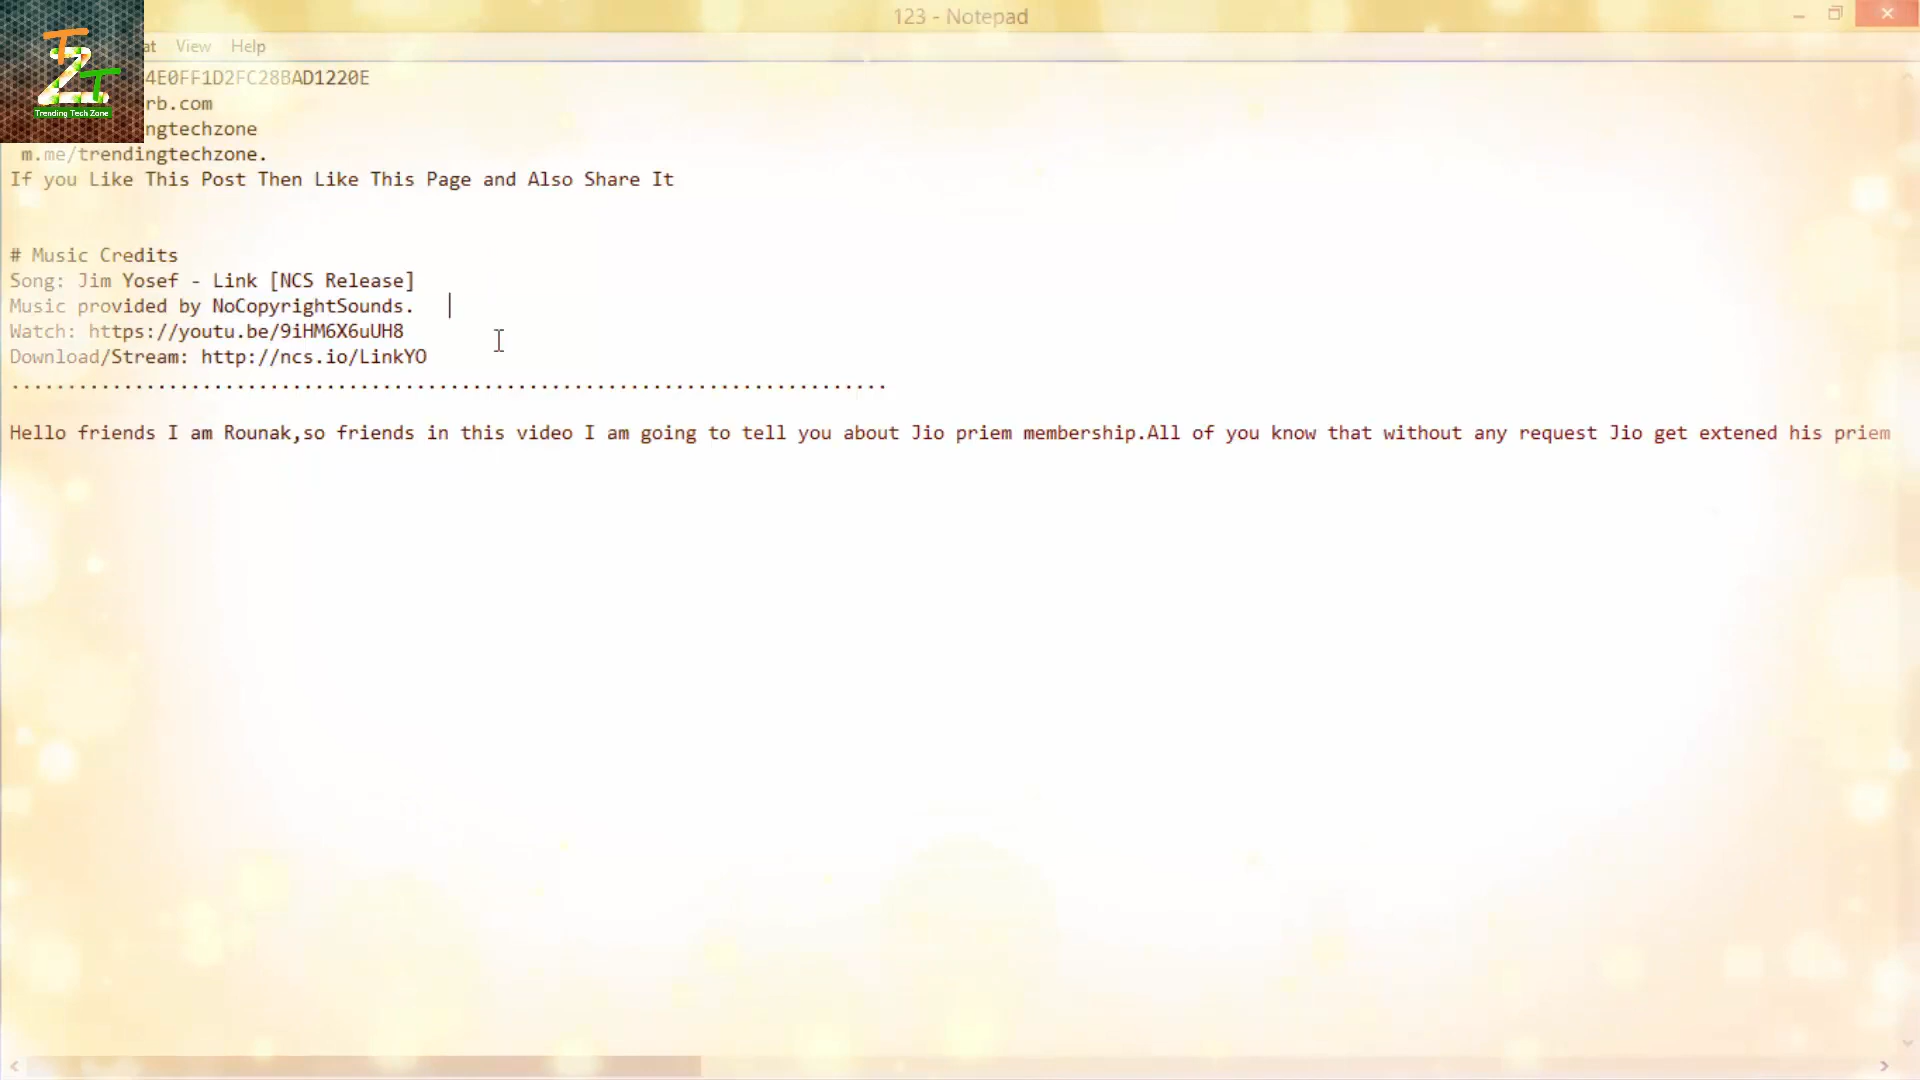 123 - Notepad
TZT
Trending Tech Zone
at View Help
4E0FF1D2FC28BAD1220E
rb.com
ngtechzone
m.me/trendingtechzone.
If you Like This Post Then Like This Page and Also Share It
# Music Credits
Song: Jim Yosef - Link [NCS Release]
Music provided by NoCopyrightSounds.
Watch: https://youtu.be/9iHM6X6uUH8
Download/Stream: http://ncs.io/LinkYO
..............................................................................
Hello friends I am Rounak,so friends in this video I am going to tell you about Jio priem membership.All of you know that without any request Jio get extened his priem